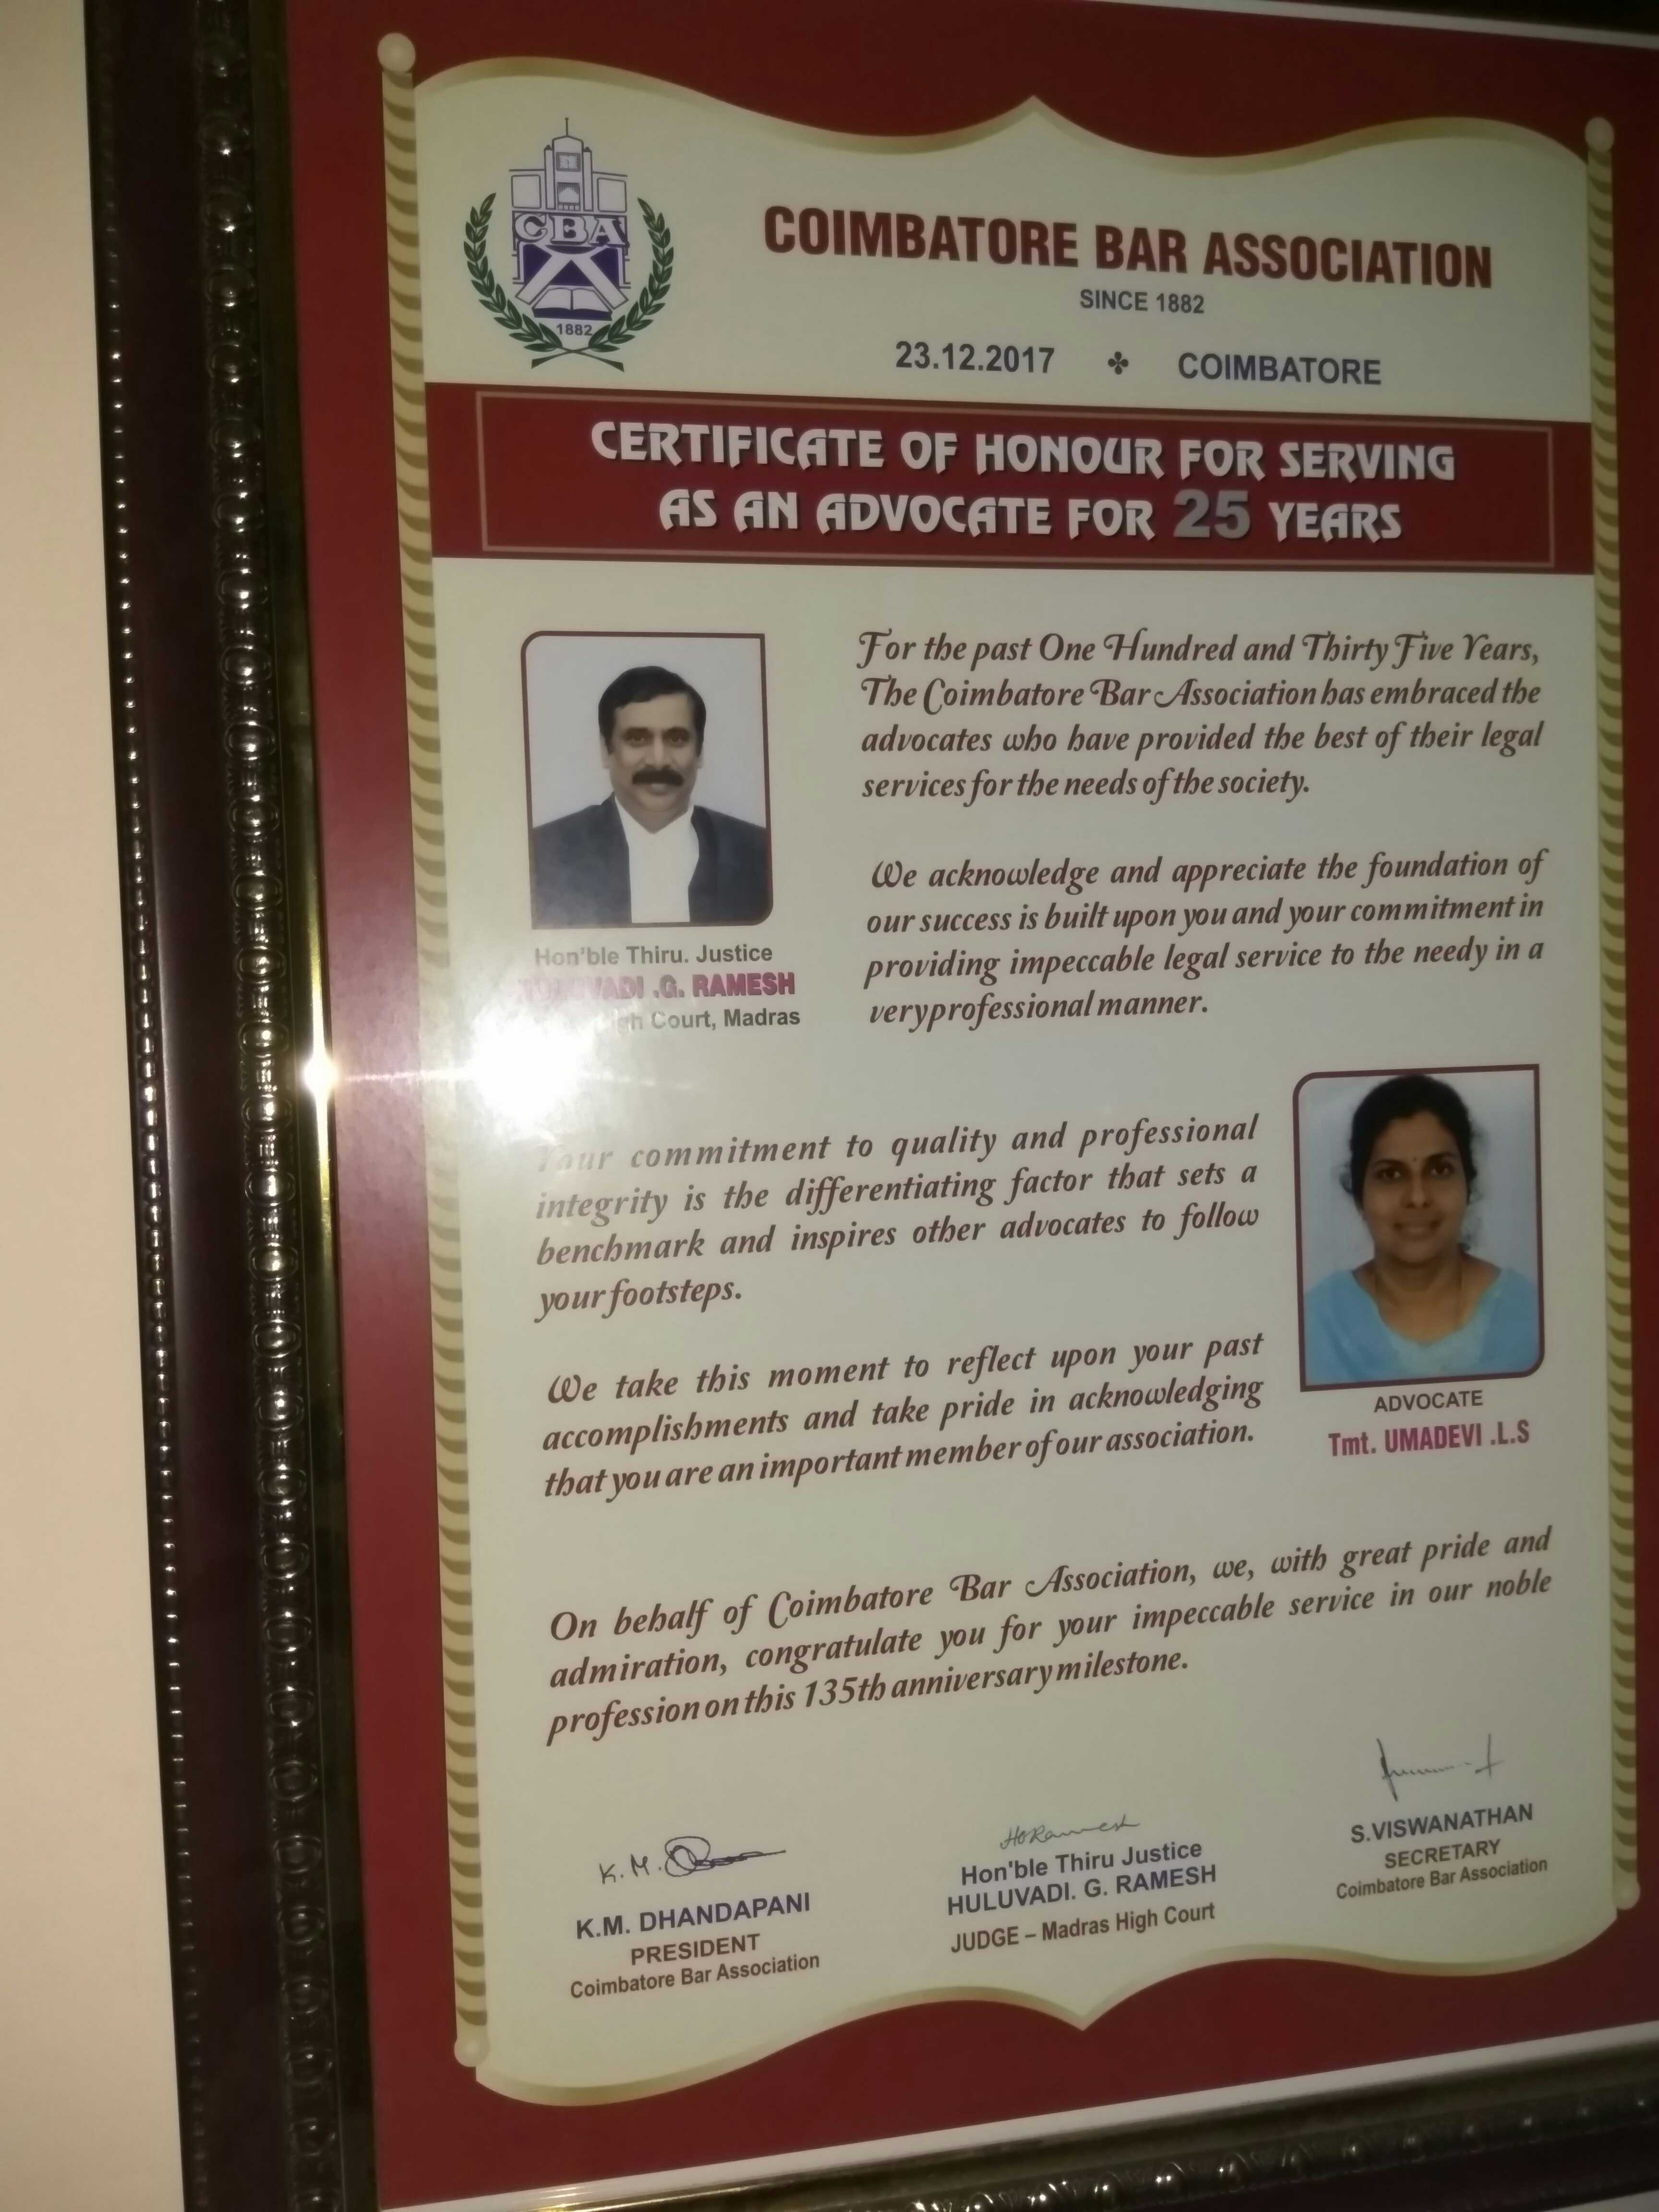 CBA
1882
COIMBATORE BAR ASSOCIATION
SINCE 1882
23.12.2017 COIMBATORE
CERTIFICATE OF HONOUR FOR SERVING
AS AN ADVOCATE FOR 25 YEARS
For the past One Hundred and Thirty Five Years,
The Coimbatore Bar Association has embraced the
advocates who have provided the best of their legal
services for the needs of the society.
We acknowledge and appreciate the foundation of
our success is built upon you and your commitment in
providing impeccable legal service to the needy in a
very professional manner.
Hon'ble Thiru. Justice
HULUVADI .G. RAMESH
High Court, Madras
Your commitment to quality and professional
integrity is the differentiating factor that sets a
benchmark and inspires other advocates to follow
your footsteps.
We take this moment to reflect upon your past
accomplishments and take pride in acknowledging
that you are an important member of our association.
ADVOCATE
Tmt. UMADEVI .L.S
On behalf of Coimbatore Bar Association, we, with great pride and
admiration, congratulate you for your impeccable service in our noble
profession on this 135th anniversary milestone.
K.M.
K.M. DHANDAPANI
PRESIDENT
Coimbatore Bar Association
HGRamesh
Hon'ble Thiru Justice
HULUVADI. G. RAMESH
JUDGE – Madras High Court
S.VISWANATHAN
SECRETARY
Coimbatore Bar Association